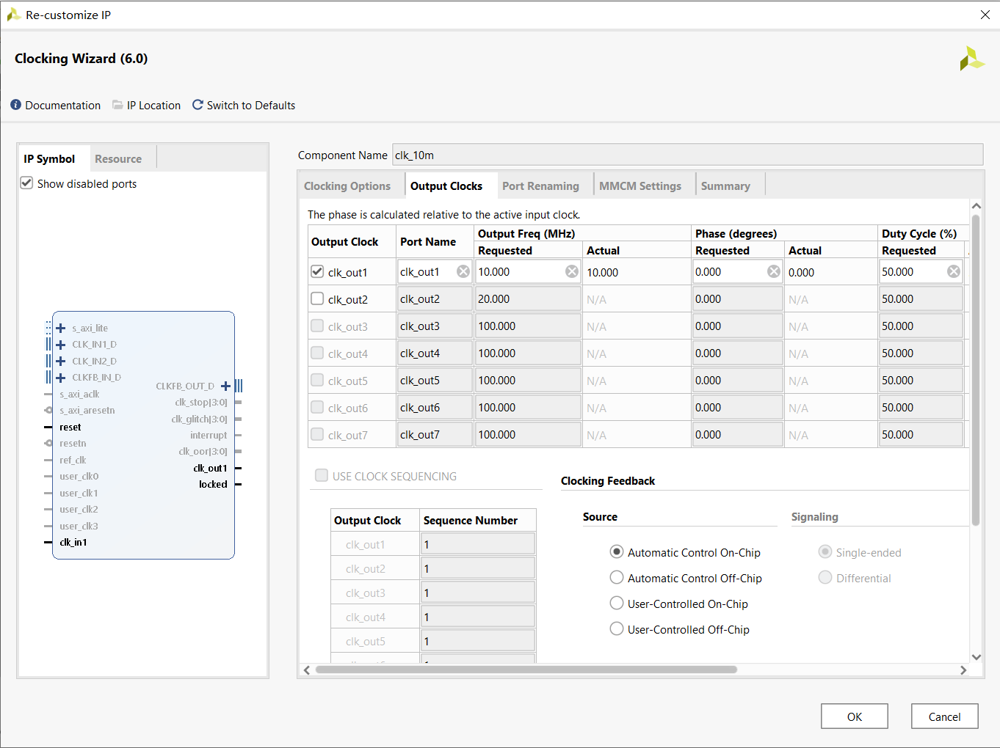 Re-customize IP
Clocking Wizard (6.0)
Documentation IP Location Switch to Defaults
IP Symbol Resource
Show disabled ports
s_axi_lite
CLK_IN1_D
CLK_IN2_D
CLKFB_IN_D
s_axi_aclk
s_axi_aresetn
reset
resetn
ref_clk
user_clk0
user_clk1
user_clk2
user_clk3
clk_in1
CLKFB_OUT_D
clk_stop[3:0]
clk_glitch[3:0]
interrupt
clk_oor[3:0]
clk_out1
locked
Component Name clk_10m
Clocking Options Output Clocks Port Renaming MMCM Settings Summary
The phase is calculated relative to the active input clock.
Output Clock Port Name Output Freq (MHz) Phase (degrees) Duty Cycle (%)
Requested Actual Requested Actual Requested
clk_out1 clk_out1 10.000 10.000 0.000 0.000 50.000
clk_out2 clk_out2 20.000 N/A 0.000 N/A 50.000
clk_out3 clk_out3 100.000 N/A 0.000 N/A 50.000
clk_out4 clk_out4 100.000 N/A 0.000 N/A 50.000
clk_out5 clk_out5 100.000 N/A 0.000 N/A 50.000
clk_out6 clk_out6 100.000 N/A 0.000 N/A 50.000
clk_out7 clk_out7 100.000 N/A 0.000 N/A 50.000
USE CLOCK SEQUENCING
Output Clock Sequence Number
clk_out1 1
clk_out2 1
clk_out3 1
clk_out4 1
clk_out5 1
Clocking Feedback
Source
Automatic Control On-Chip
Automatic Control Off-Chip
User-Controlled On-Chip
User-Controlled Off-Chip
Signaling
Single-ended
Differential
OK Cancel